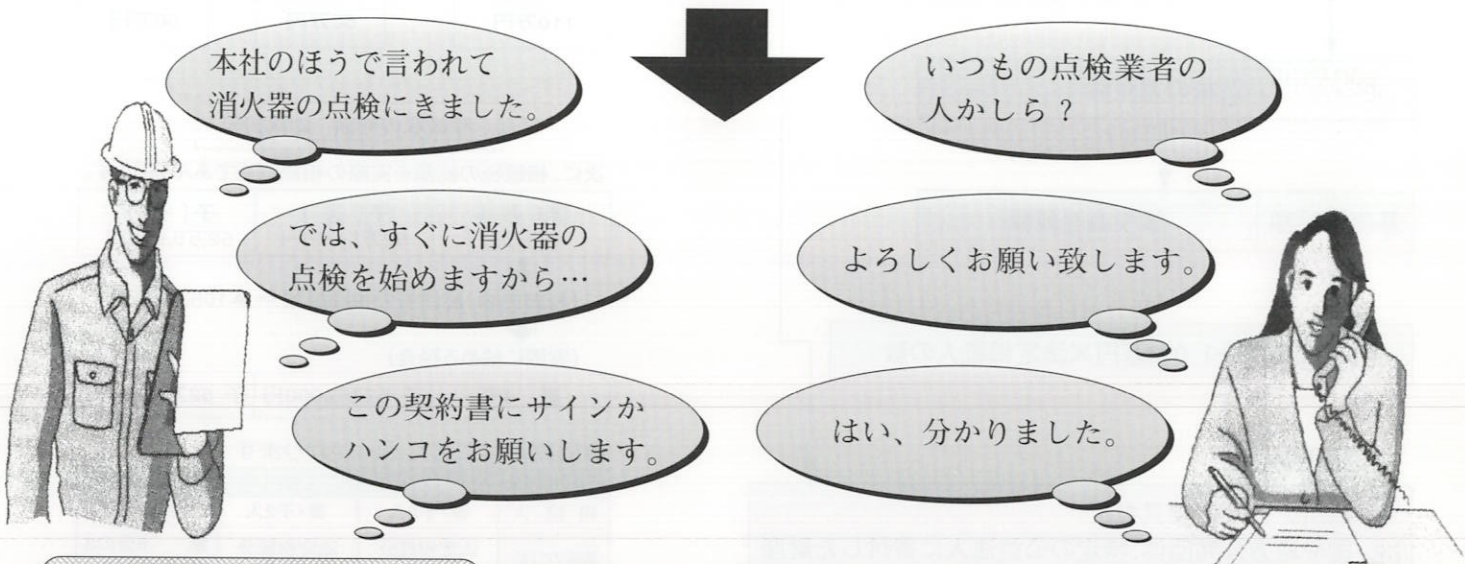 本社のほうで言われて
消火器の点検にきました。
いつもの点検業者の
人かしら？
では、すぐに消火器の
点検を始めますから…
よろしくお願い致します。
この契約書にサインか
ハンコをお願いします。
はい、分かりました。